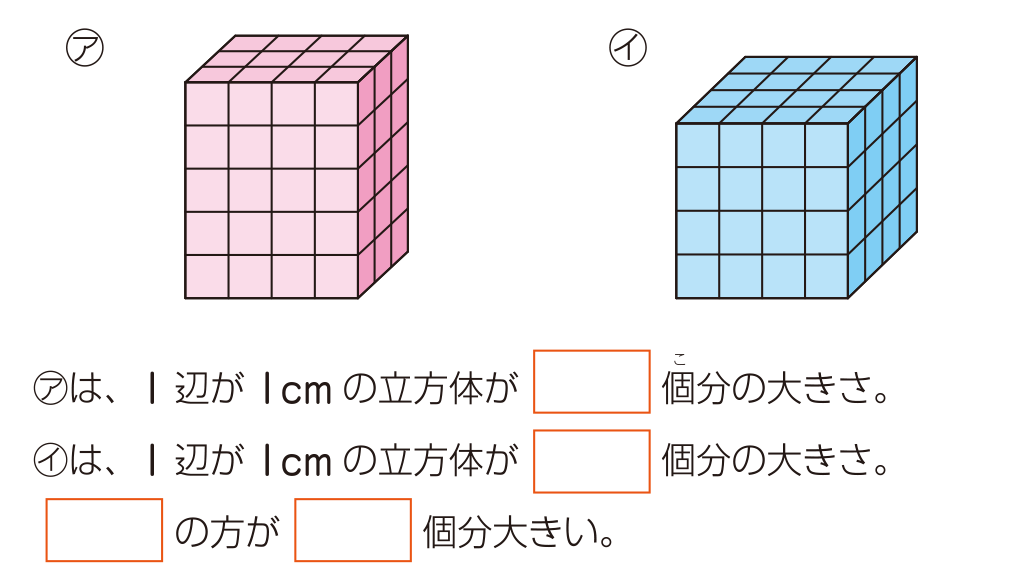 ㋐ ㋑
㋐は、1辺が1cmの立方体が 個分の大きさ。
こ
㋑は、1辺が1cmの立方体が 個分の大きさ。
の方が 個分大きい。